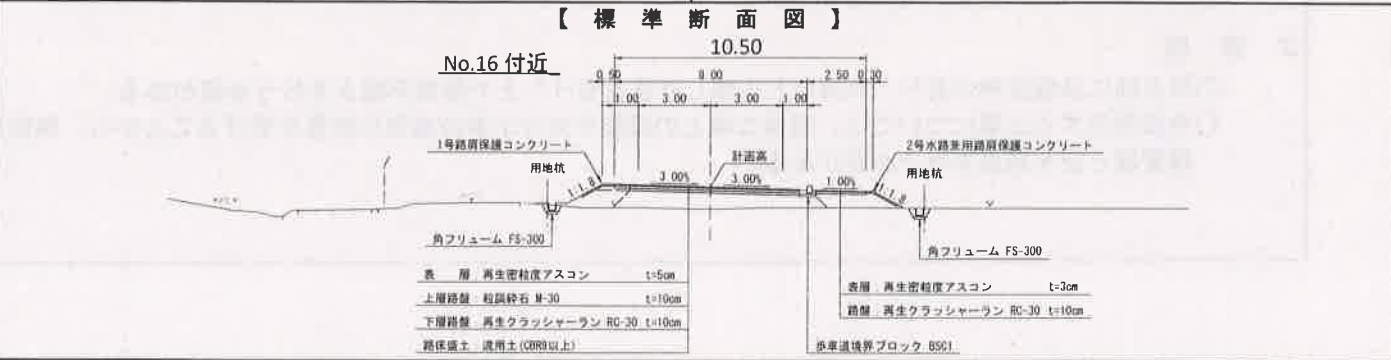 【 標 準 断 面 図 】
10.50
No.16 付近
0.50 8.00 2.50 0.30
1.00 3.00 3.00 1.00
1号路肩保護コンクリート
計画高
2号水路兼用路肩保護コンクリート
用地杭
用地杭
1:1.8
3.00%
3.00%
1.00%
1:1.8
角フリューム FS-300
角フリューム FS-300
表 層 再生密粒度アスコン t=5cm
上層路盤 粒調砕石 M-30 t=10cm
下層路盤 再生クラッシャーラン RC-30 t=10cm
路床盛土 流用土(CBR9以上)
表層 再生密粒度アスコン t=3cm
路盤 再生クラッシャーラン RC-30 t=10cm
歩車道境界ブロック BSC1